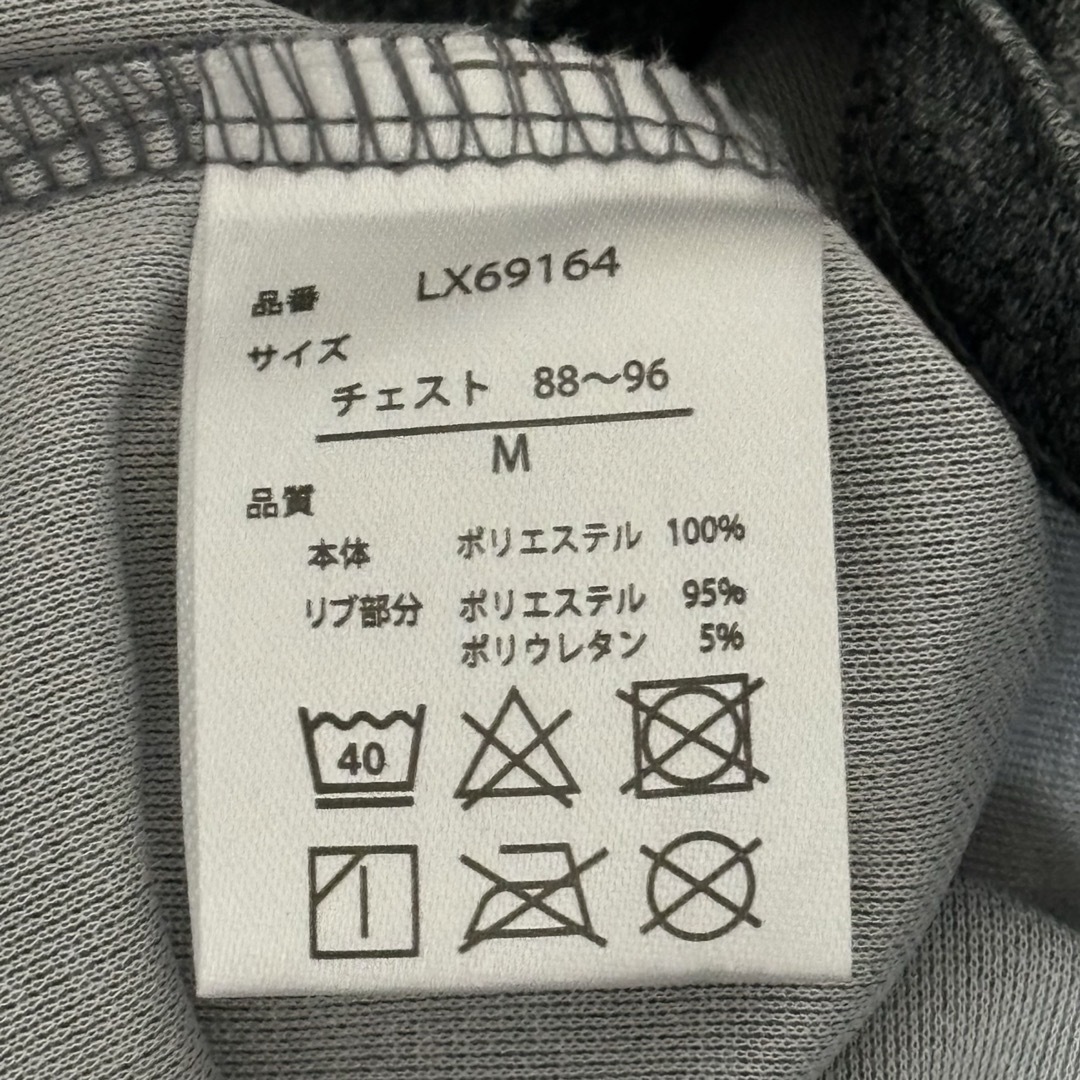 品番 LX69164
サイズ
チェスト 88～96
M
品質
本体 ポリエステル 100%
リブ部分 ポリエステル 95%
ポリウレタン 5%
40